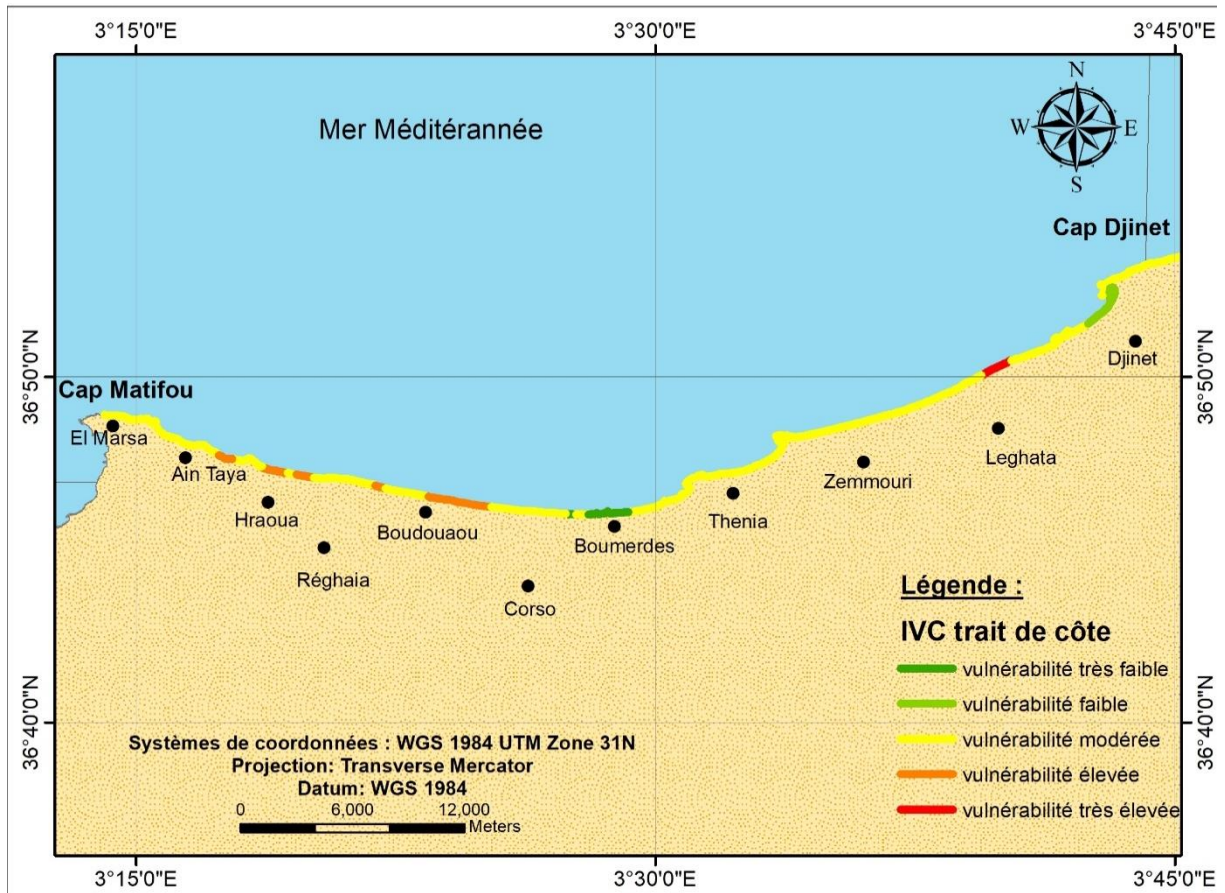 3°15'0"E 3°30'0"E 3°45'0"E
N
W E
S
Mer Méditérannée
Cap Djinet
36°50'0"N 36°50'0"N
Djinet
Cap Matifou
El Marsa
Ain Taya
Leghata
Zemmouri
Hraoua
Thenia
Boudouaou
Boumerdes
Réghaia
Corso
Légende :
IVC trait de côte
vulnérabilité très faible
vulnérabilité faible
vulnérabilité modérée
vulnérabilité élevée
vulnérabilité très élevée
36°40'0"N 36°40'0"N
Systèmes de coordonnées : WGS 1984 UTM Zone 31N
Projection: Transverse Mercator
Datum: WGS 1984
0 6,000 12,000
Meters
3°15'0"E 3°30'0"E 3°45'0"E